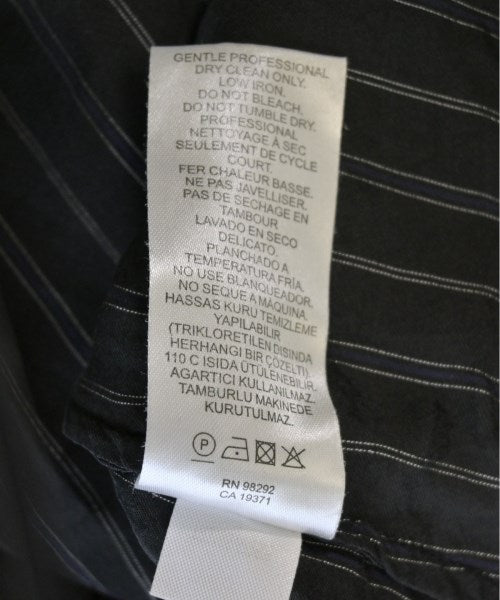 GENTLE PROFESSIONAL
DRY CLEAN ONLY.
LOW IRON.
DO NOT BLEACH.
DO NOT TUMBLE DRY.
PROFESSIONAL
NETTOYAGE À SEC
SEULEMENT DE CYCLE
COURT.
FER CHALEUR BASSE.
NE PAS JAVELLISER.
PAS DE SECHAGE EN
TAMBOUR
LAVADO EN SECO
DELICATO.
PLANCHADO A
TEMPERATURA FRÍA.
NO USE BLANQUEADOR.
NO SEQUE A MAQUINA.
HASSAS KURU TEMIZLEME
YAPILABILIR
(TRIKLORETILEN DISINDA
HERHANGI BIR ÇOZELTI).
110 C ISIDA ÜTÜLENEBILIR.
AGARTICI KULLANILMAZ.
TAMBURLU MAKINEDE
KURUTULMAZ.
P
RN 98292
CA 19371